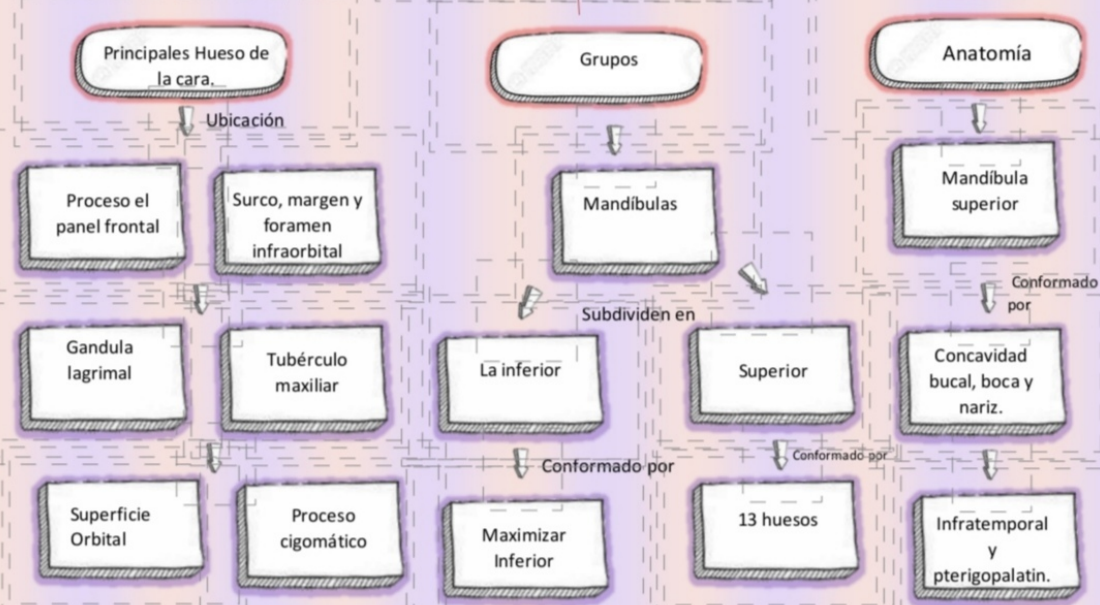 Principales Hueso de
la cara.
Ubicación
Proceso el
panel frontal
Surco, margen y
foramen
infraorbital
Gandula
lagrimal
Tubérculo
maxiliar
Superficie
Orbital
Proceso
cigomático
Grupos
Mandíbulas
Subdividen en
La inferior
Superior
Conformado por
Conformado por
Maximizar
Inferior
13 huesos
Anatomía
Mandíbula
superior
Conformado
por
Concavidad
bucal, boca y
nariz.
Infratemporal
y
pterigopalatin.